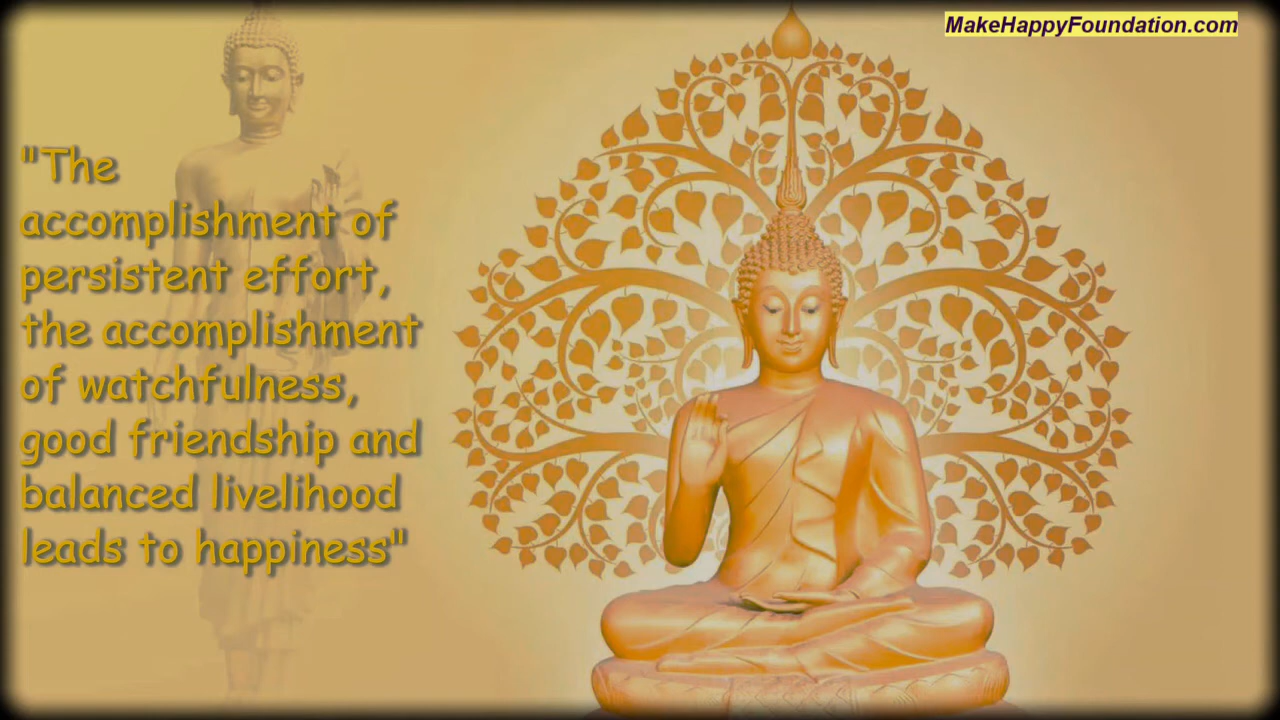 MakeHappyFoundation.com
"The
accomplishment of
persistent effort,
the accomplishment
of watchfulness,
good friendship and
balanced livelihood
leads to happiness"